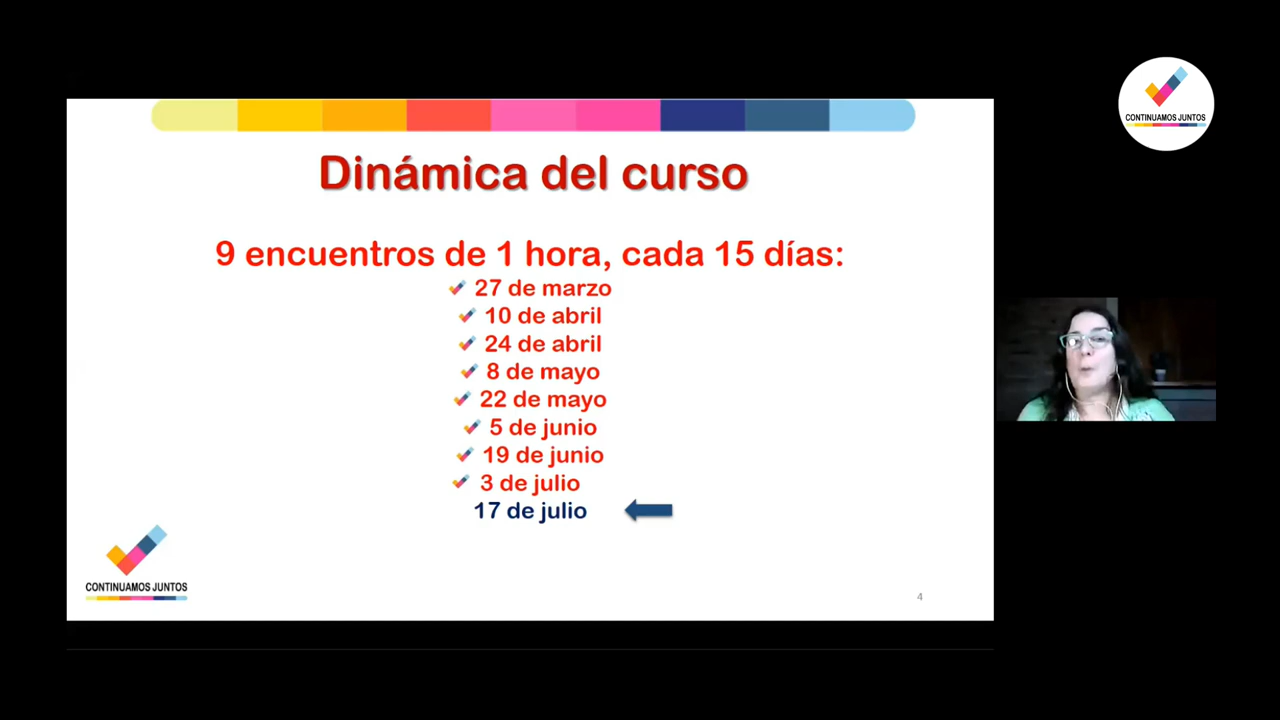 CONTINUAMOS JUNTOS
Dinámica del curso
9 encuentros de 1 hora, cada 15 días:
27 de marzo
10 de abril
24 de abril
8 de mayo
22 de mayo
5 de junio
19 de junio
3 de julio
17 de julio
CONTINUAMOS JUNTOS
4